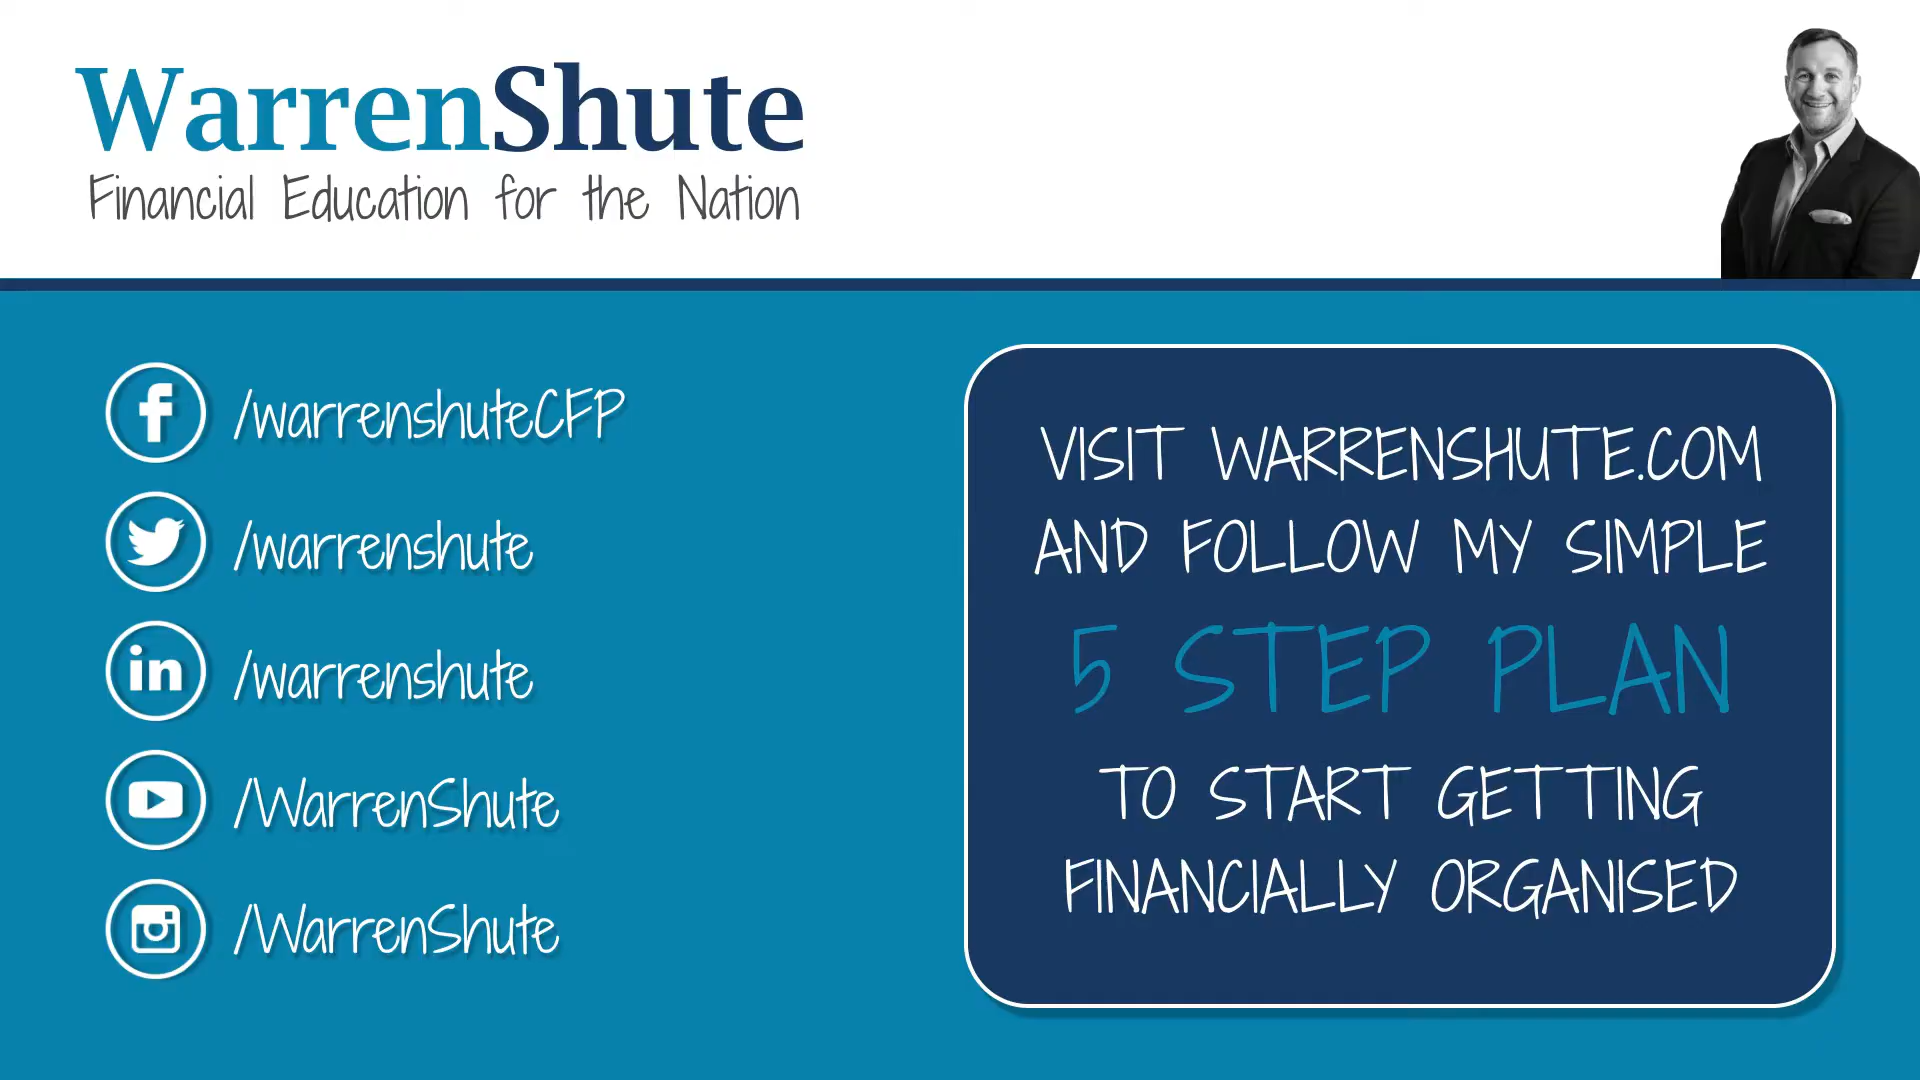 WarrenShute
Financial Education for the Nation
/warrenshuteCFP
/warrenshute
/warrenshute
/WarrenShute
/WarrenShute
VISIT WARRENSHUTE.COM
AND FOLLOW MY SIMPLE
5 STEP PLAN
TO START GETTING
FINANCIALLY ORGANISED